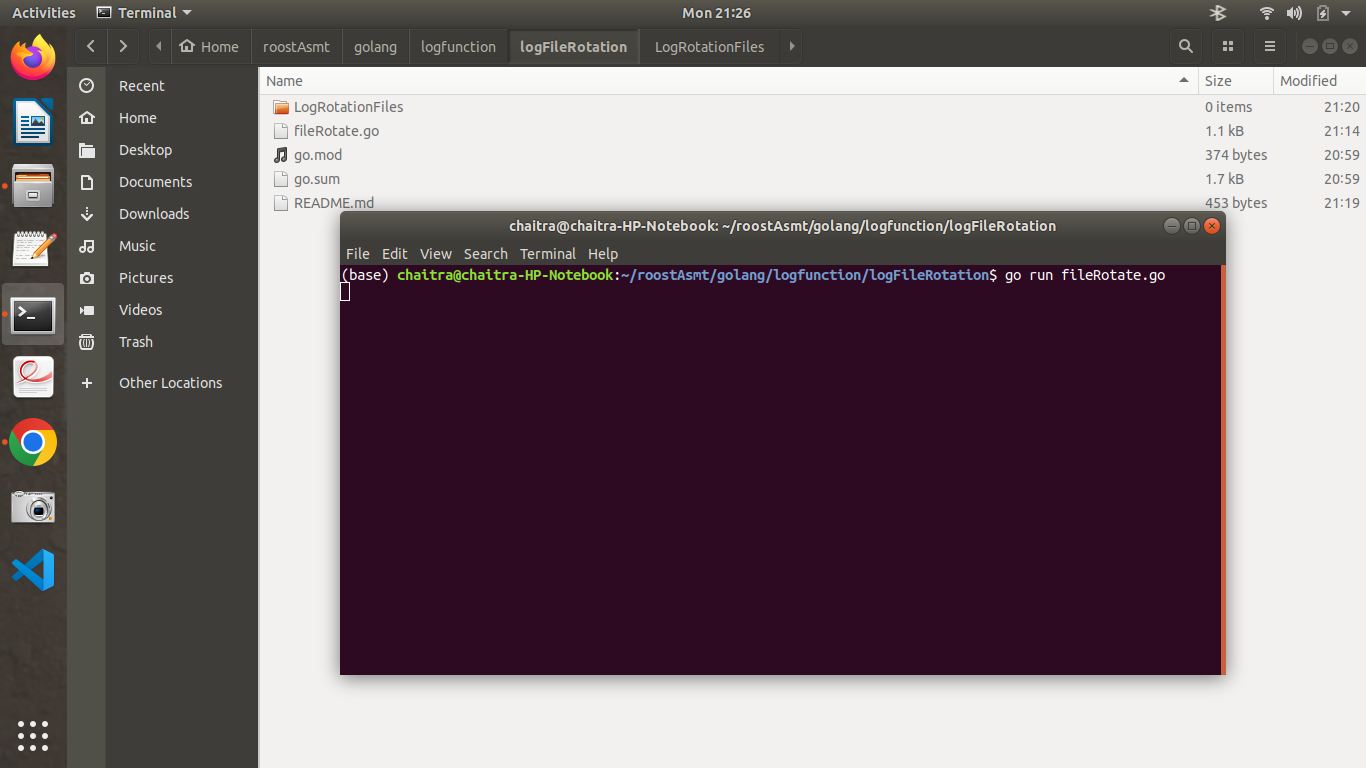 Activities Terminal Mon 21:26
Home roostAsmt golang logfunction logFileRotation LogRotationFiles
Name Size Modified
Recent
Home
Desktop
Documents
Downloads
Music
Pictures
Videos
Trash
Other Locations
LogRotationFiles 0 items 21:20
fileRotate.go 1.1 kB 21:14
go.mod 374 bytes 20:59
go.sum 1.7 kB 20:59
README.md 453 bytes 21:19
chaitra@chaitra-HP-Notebook: ~/roostAsmt/golang/logfunction/logFileRotation
File Edit View Search Terminal Help
(base) chaitra@chaitra-HP-Notebook:~/roostAsmt/golang/logfunction/logFileRotation$ go run fileRotate.go